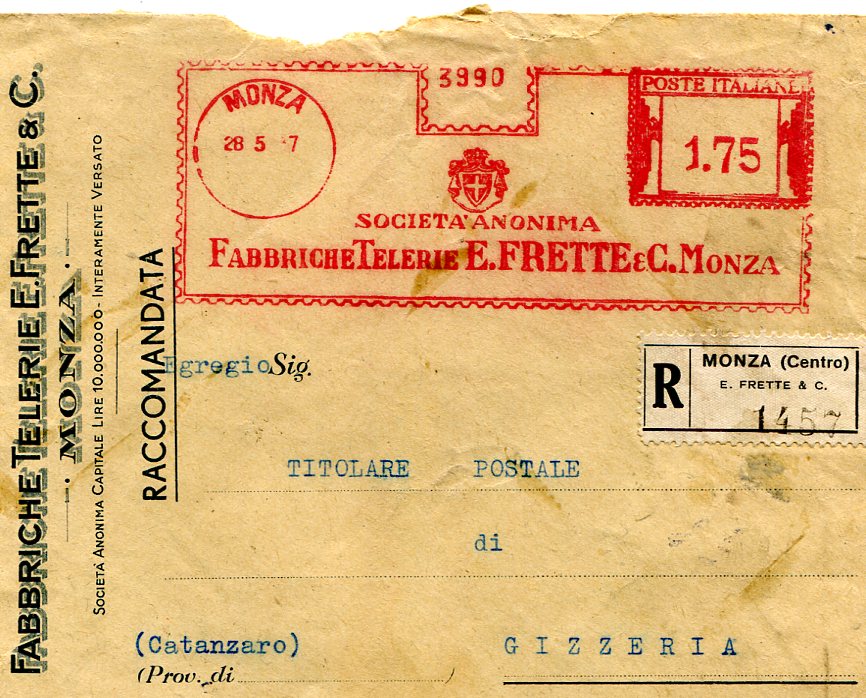 FABBRICHE TELERIE E. FRETTE & C.
· MONZA ·
SOCIETÀ ANONIMA CAPITALE LIRE 10.000.000 - INTERAMENTE VERSATO
RACCOMANDATA
MONZA
28 5 7
3990
POSTE ITALIANE
1.75
SOCIETA' ANONIMA
FABBRICHE TELERIE E. FRETTE & C. MONZA
Egregio Sig.
R
MONZA (Centro)
E. FRETTE & C.
1457
TITOLARE POSTALE
di
(Catanzaro)
GIZZERIA
(Prov. di )